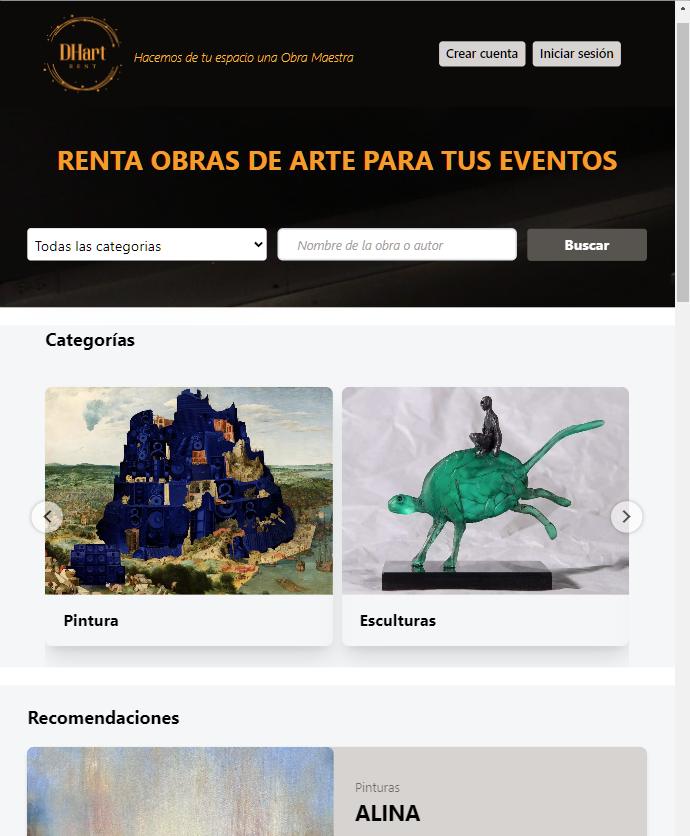 DHart
RENT
Hacemos de tu espacio una Obra Maestra
Crear cuenta
Iniciar sesión
RENTA OBRAS DE ARTE PARA TUS EVENTOS
Todas las categorias
Nombre de la obra o autor
Buscar
Categorías
Pintura
Esculturas
Recomendaciones
Pinturas
ALINA